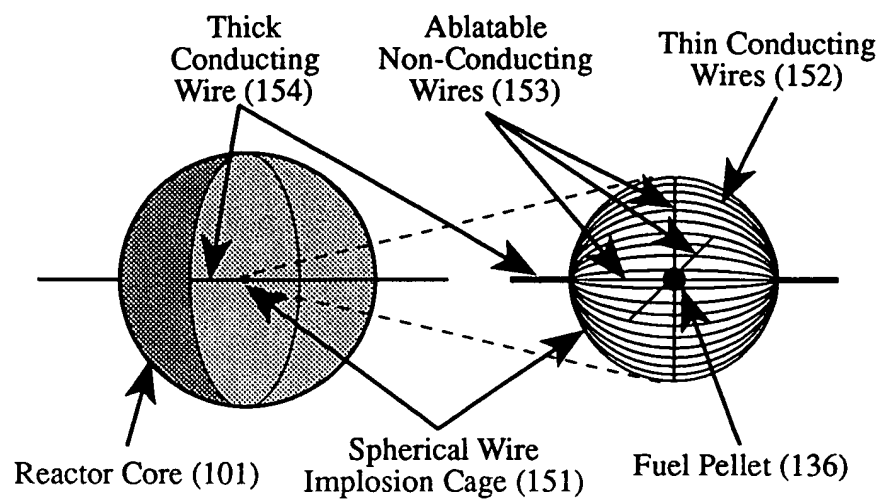 Thick
Conducting
Wire (154)
Ablatable
Non-Conducting
Wires (153)
Thin Conducting
Wires (152)
Reactor Core (101)
Spherical Wire
Implosion Cage (151)
Fuel Pellet (136)